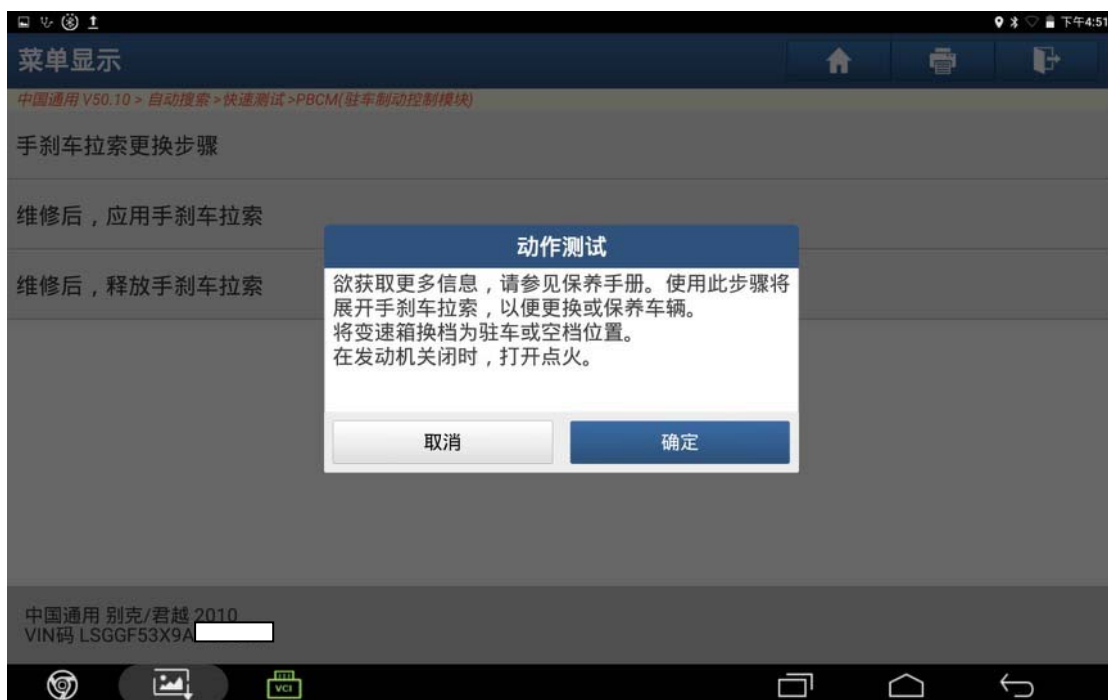 下午4:51
菜单显示
中国通用 V50.10 > 自动搜索 > 快速测试 >PBCM(驻车制动控制模块)
手刹车拉索更换步骤
维修后，应用手刹车拉索
维修后，释放手刹车拉索
动作测试
欲获取更多信息，请参见保养手册。使用此步骤将
展开手刹车拉索，以便更换或保养车辆。
将变速箱换档为驻车或空档位置。
在发动机关闭时，打开点火。
取消
确定
中国通用 别克/君越 2010
VIN码 LSGGF53X9A
VCI